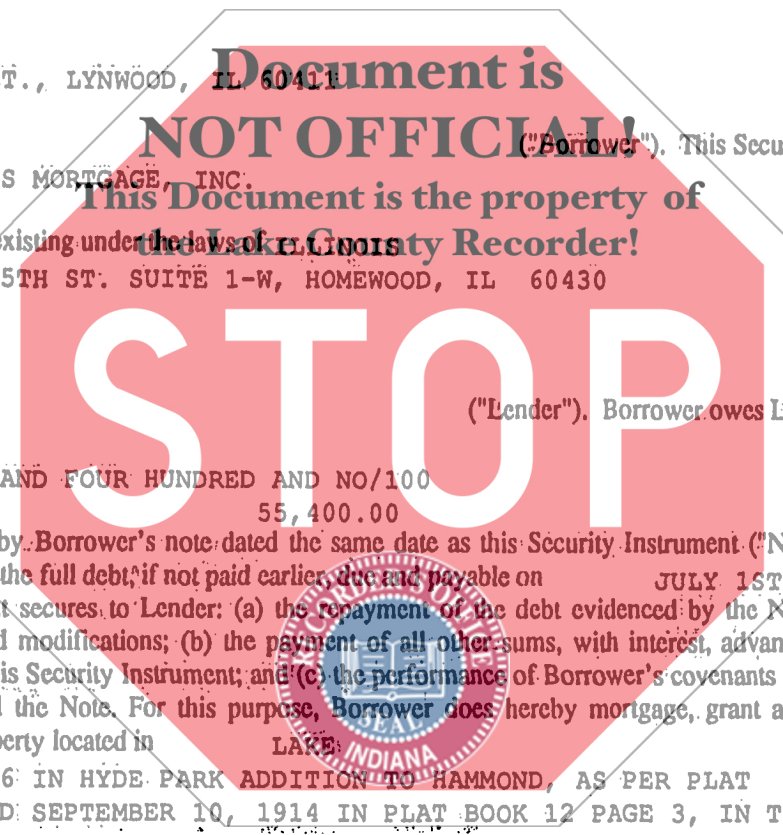 T., LYNWOOD, IL 60411
Document is
NOT OFFICIAL!
("Borrower"). This Secu
S MORTGAGE, INC.
This Document is the property of
existing under the laws of ILLINOIS
the Lake County Recorder!
5TH ST. SUITE 1-W, HOMEWOOD, IL 60430
STOP
("Lender"). Borrower owes L
AND FOUR HUNDRED AND NO/100
55,400.00
by Borrower's note dated the same date as this Security Instrument ("N
the full debt, if not paid earlier, due and payable on JULY 1ST
t secures to Lender: (a) the repayment of the debt evidenced by the N
d modifications; (b) the payment of all other sums, with interest, advan
is Security Instrument; and (c) the performance of Borrower's covenants
d the Note. For this purpose, Borrower does hereby mortgage, grant a
perty located in LAKE
RECORDER'S OFFICE
SEAL
INDIANA
6 IN HYDE PARK ADDITION TO HAMMOND, AS PER PLAT
D SEPTEMBER 10, 1914 IN PLAT BOOK 12 PAGE 3, IN T